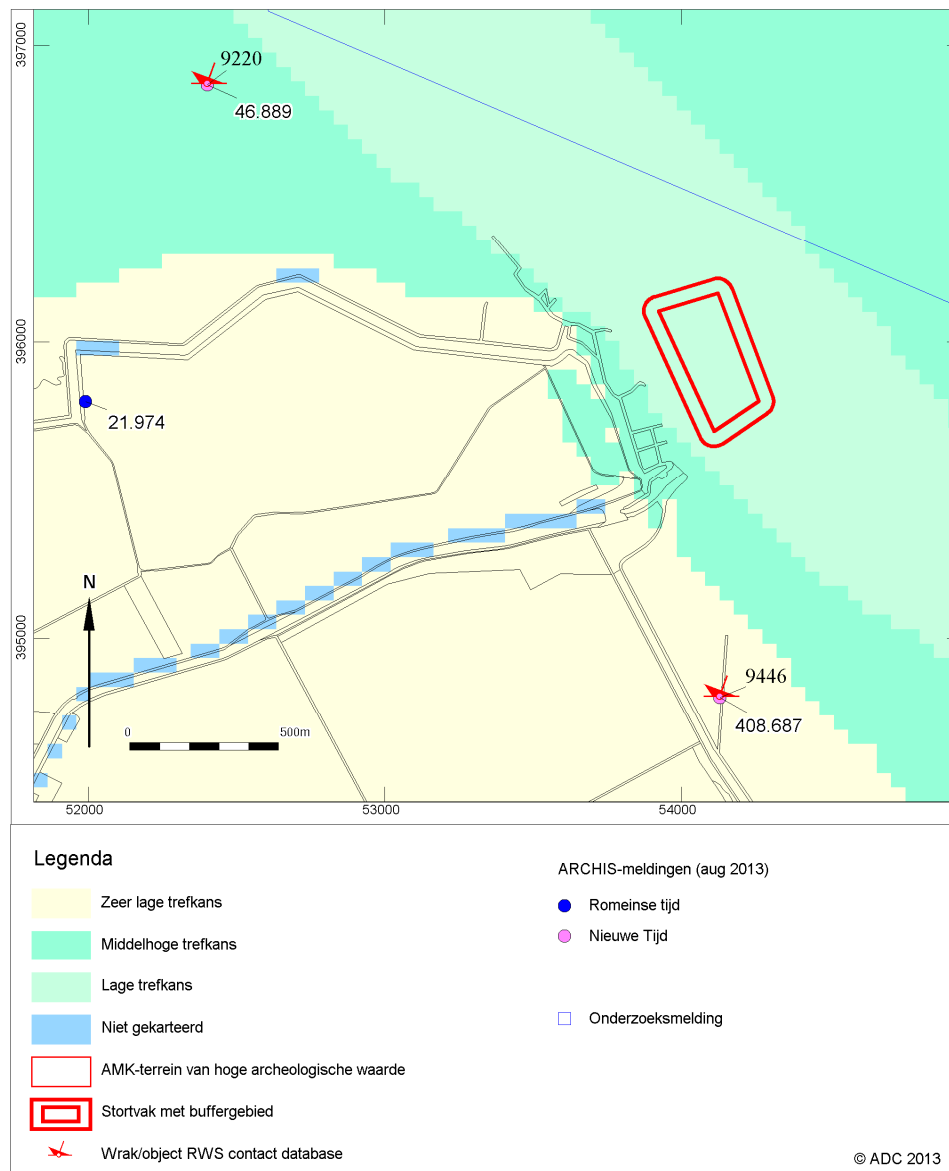 397000
9220
46.889
396000
21.974
N
395000
9446
408.687
0 500m
52000 53000 54000
Legenda
Zeer lage trefkans
Middelhoge trefkans
Lage trefkans
Niet gekarteerd
AMK-terrein van hoge archeologische waarde
Stortvak met buffergebied
Wrak/object RWS contact database
ARCHIS-meldingen (aug 2013)
Romeinse tijd
Nieuwe Tijd
Onderzoeksmelding
© ADC 2013